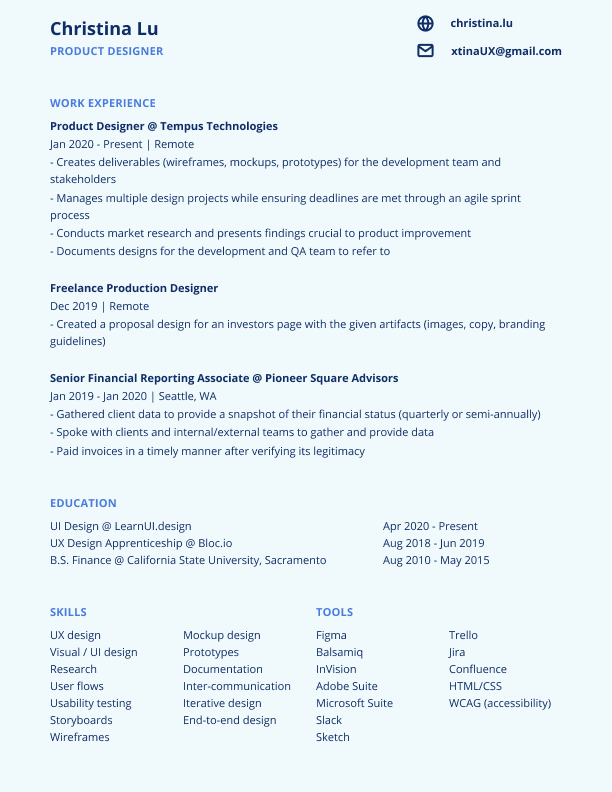 Christina Lu
PRODUCT DESIGNER
christina.lu
xtinaUX@gmail.com
WORK EXPERIENCE
Product Designer @ Tempus Technologies
Jan 2020 - Present | Remote
- Creates deliverables (wireframes, mockups, prototypes) for the development team and
stakeholders
- Manages multiple design projects while ensuring deadlines are met through an agile sprint
process
- Conducts market research and presents findings crucial to product improvement
- Documents designs for the development and QA team to refer to
Freelance Production Designer
Dec 2019 | Remote
- Created a proposal design for an investors page with the given artifacts (images, copy, branding
guidelines)
Senior Financial Reporting Associate @ Pioneer Square Advisors
Jan 2019 - Jan 2020 | Seattle, WA
- Gathered client data to provide a snapshot of their financial status (quarterly or semi-annually)
- Spoke with clients and internal/external teams to gather and provide data
- Paid invoices in a timely manner after verifying its legitimacy
EDUCATION
UI Design @ LearnUI.design Apr 2020 - Present
UX Design Apprenticeship @ Bloc.io Aug 2018 - Jun 2019
B.S. Finance @ California State University, Sacramento Aug 2010 - May 2015
SKILLS
UX design
Visual / UI design
Research
User flows
Usability testing
Storyboards
Wireframes
Mockup design
Prototypes
Documentation
Inter-communication
Iterative design
End-to-end design
TOOLS
Figma
Balsamiq
InVision
Adobe Suite
Microsoft Suite
Slack
Sketch
Trello
Jira
Confluence
HTML/CSS
WCAG (accessibility)